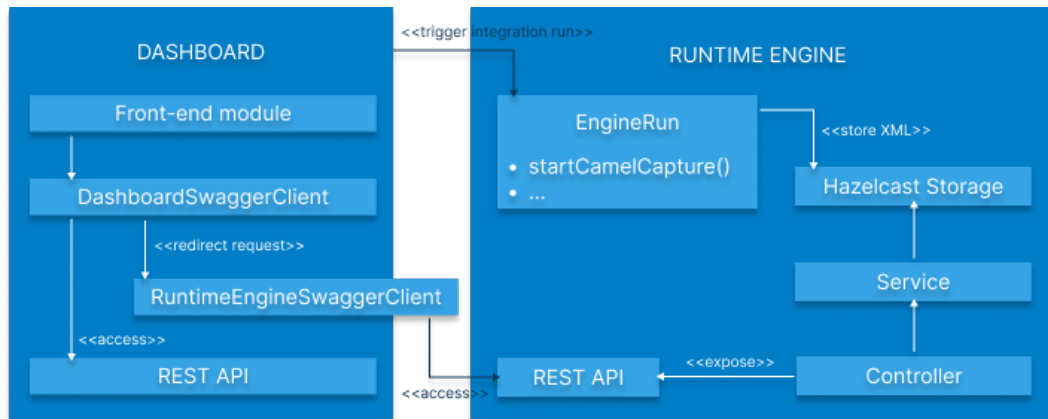 <<trigger integration run>>
DASHBOARD
RUNTIME ENGINE
Front-end module
EngineRun
• startCamelCapture()
• ...
<<store XML>>
DashboardSwaggerClient
Hazelcast Storage
<<redirect request>>
RuntimeEngineSwaggerClient
Service
<<access>>
REST API
<<access>>
REST API
<<expose>>
Controller